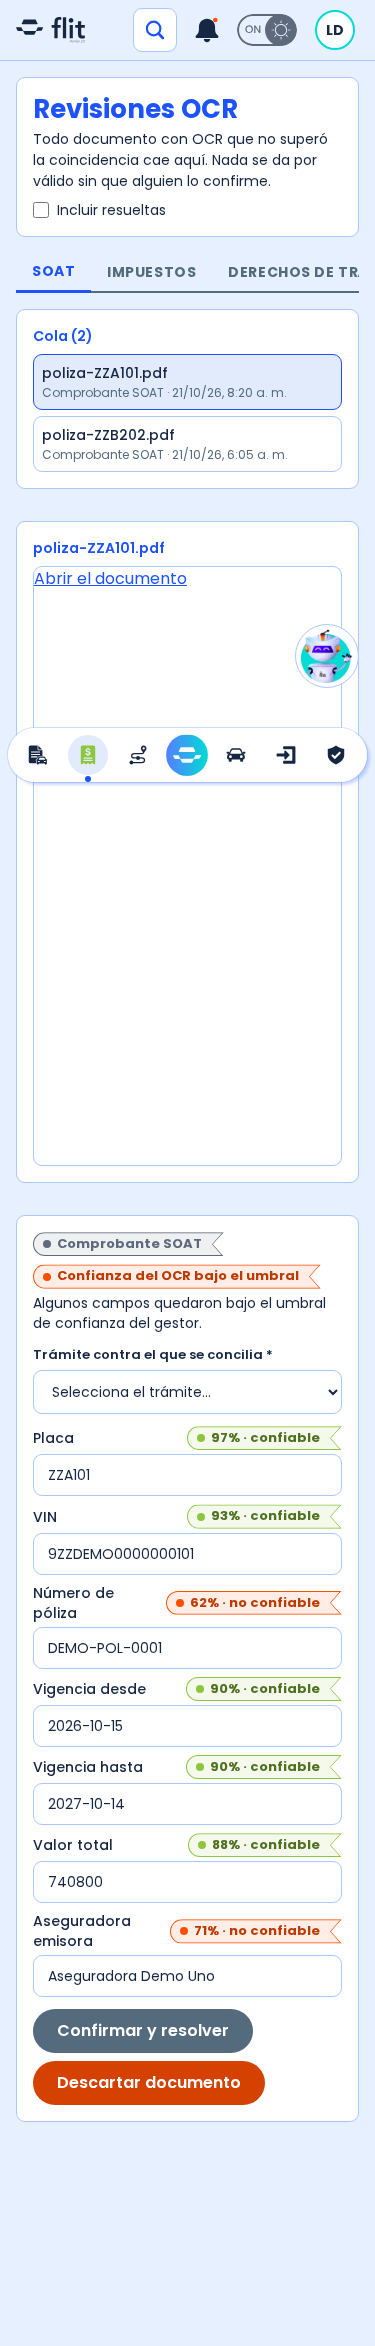 flit
ON
LD
Revisiones OCR
Todo documento con OCR que no superó
la coincidencia cae aquí. Nada se da por
válido sin que alguien lo confirme.
Incluir resueltas
SOAT IMPUESTOS DERECHOS DE TRA
Cola (2)
poliza-ZZA101.pdf
Comprobante SOAT · 21/10/26, 8:20 a. m.
poliza-ZZB202.pdf
Comprobante SOAT · 21/10/26, 6:05 a. m.
poliza-ZZA101.pdf
Abrir el documento
Comprobante SOAT
Confianza del OCR bajo el umbral
Algunos campos quedaron bajo el umbral
de confianza del gestor.
Trámite contra el que se concilia *
Selecciona el trámite...
Placa 97% · confiable
ZZA101
VIN 93% · confiable
9ZZDEMO0000000101
Número de
póliza 62% · no confiable
DEMO-POL-0001
Vigencia desde 90% · confiable
2026-10-15
Vigencia hasta 90% · confiable
2027-10-14
Valor total 88% · confiable
740800
Aseguradora
emisora 71% · no confiable
Aseguradora Demo Uno
Confirmar y resolver
Descartar documento